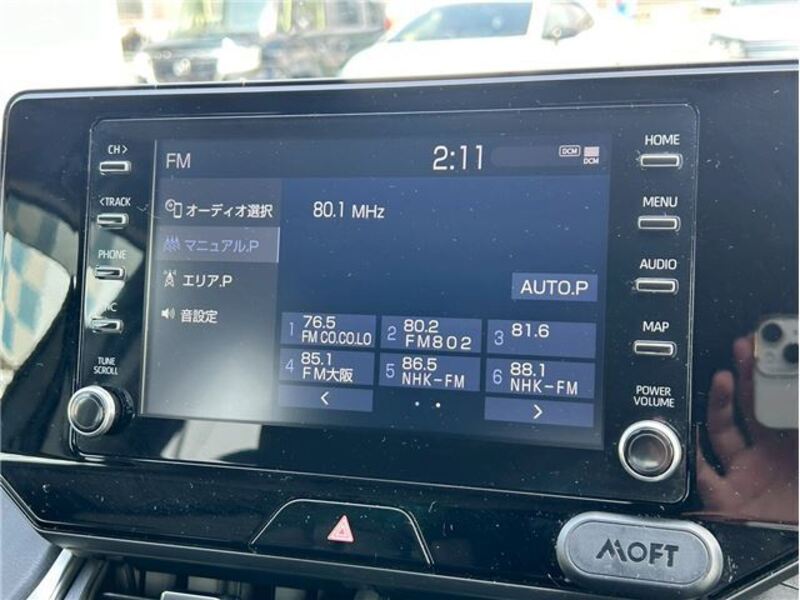 CH >
< TRACK
PHONE
TUNE
SCROLL
FM
2:11
DCM
DCM
オーディオ選択
マニュアル.P
エリア.P
音設定
80.1 MHz
AUTO.P
1 76.5
FM CO.CO.LO
2 80.2
FM802
3 81.6
4 85.1
FM大阪
5 86.5
NHK-FM
6 88.1
NHK-FM
<
>
HOME
MENU
AUDIO
MAP
POWER
VOLUME
MOFT